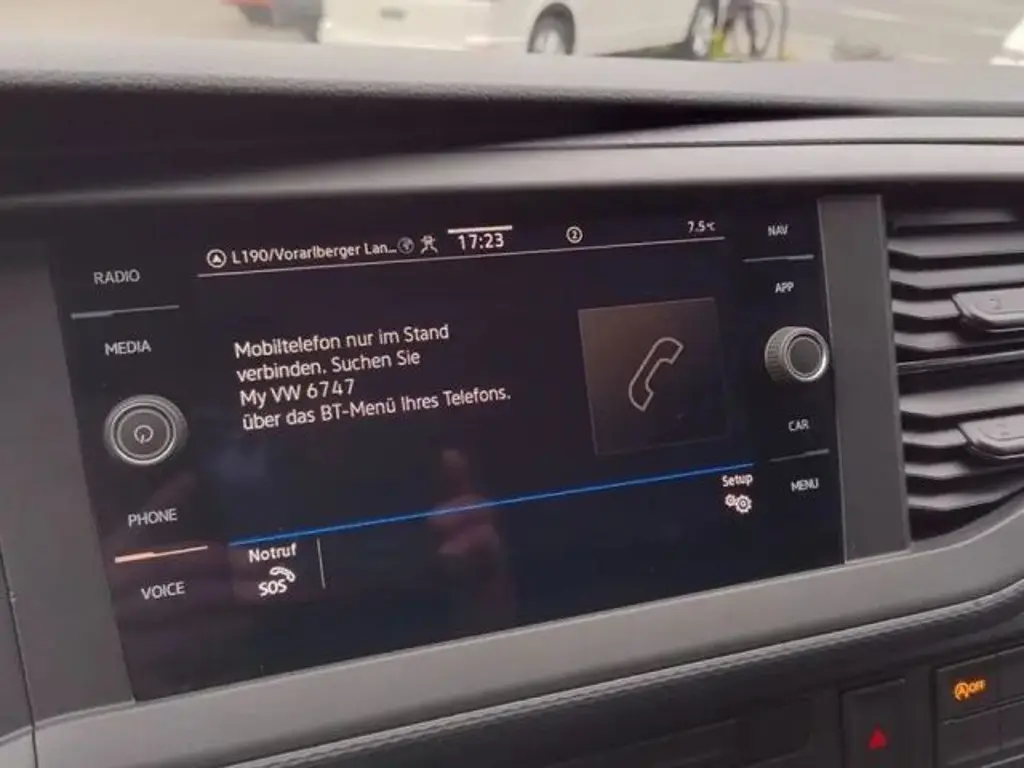 L190/Vorarlberger Lan...
17:23
2
7.5°C
RADIO
MEDIA
PHONE
VOICE
Mobiltelefon nur im Stand
verbinden. Suchen Sie
My VW 6747
über das BT-Menü Ihres Telefons.
Notruf
SOS
Setup
NAV
APP
CAR
MENU
OFF